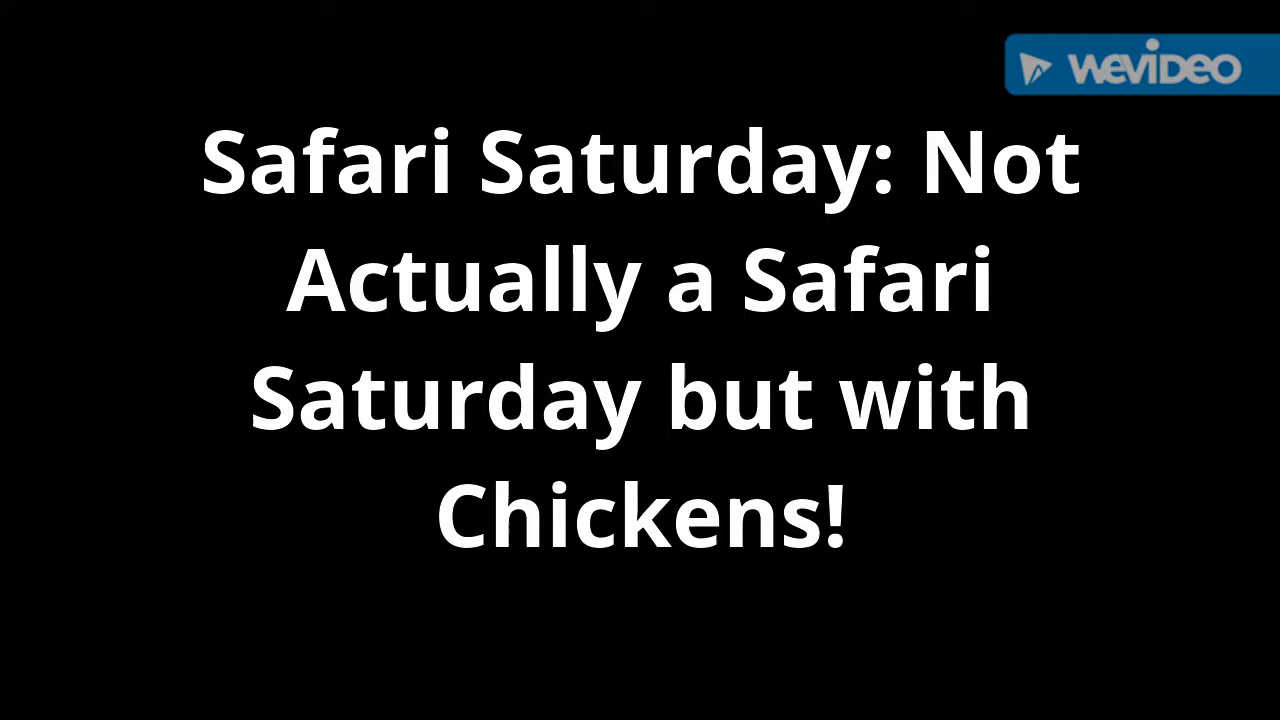 WeVideo
Safari Saturday: Not
Actually a Safari
Saturday but with
Chickens!